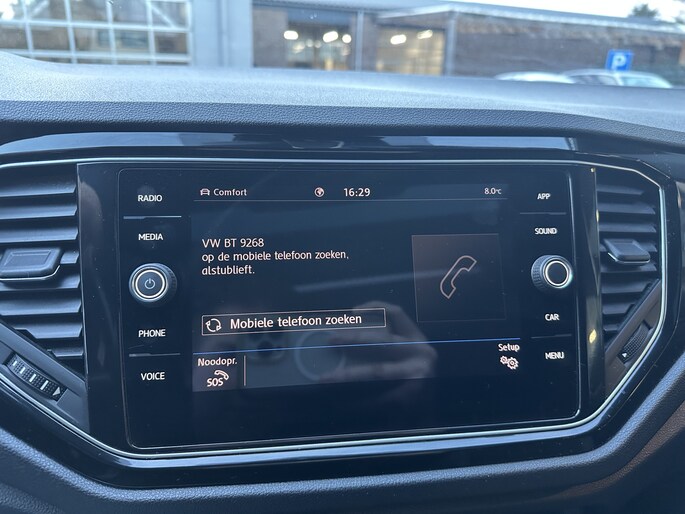 P
Comfort 16:29 8.0°C
RADIO
MEDIA
PHONE
VOICE
VW BT 9268
op de mobiele telefoon zoeken,
alstublieft.
Mobiele telefoon zoeken
Noodopr.
SOS
Setup
APP
SOUND
CAR
MENU